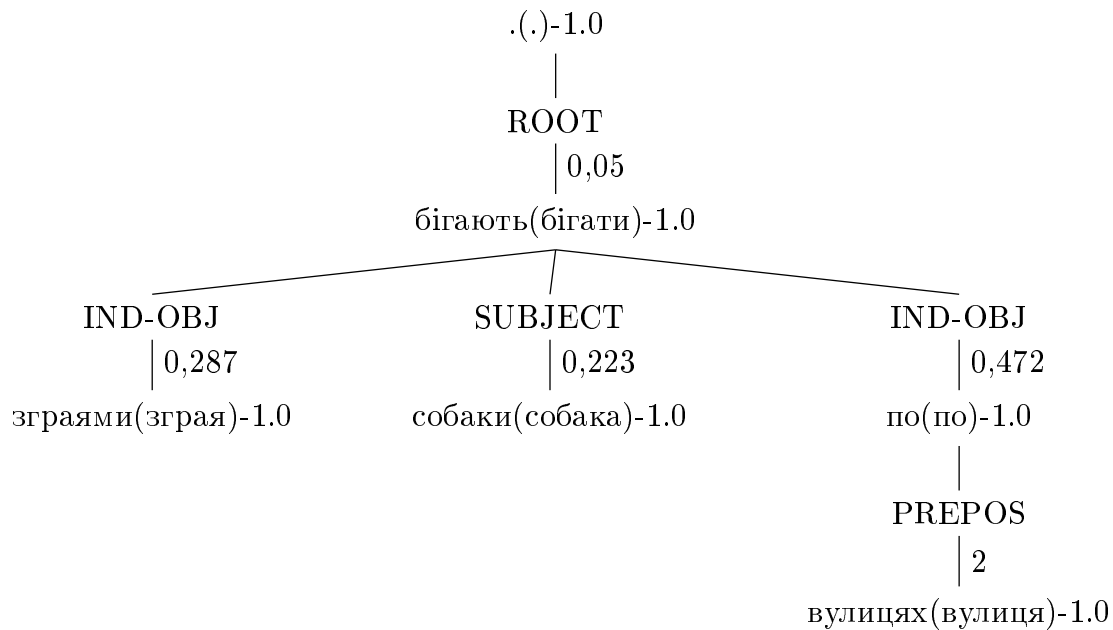 .(.)-1.0
ROOT
0,05
бігають(бігати)-1.0
IND-OBJ SUBJECT IND-OBJ
0,287 0,223 0,472
зграями(зграя)-1.0 собаки(собака)-1.0 по(по)-1.0
PREPOS
2
вулицях(вулиця)-1.0